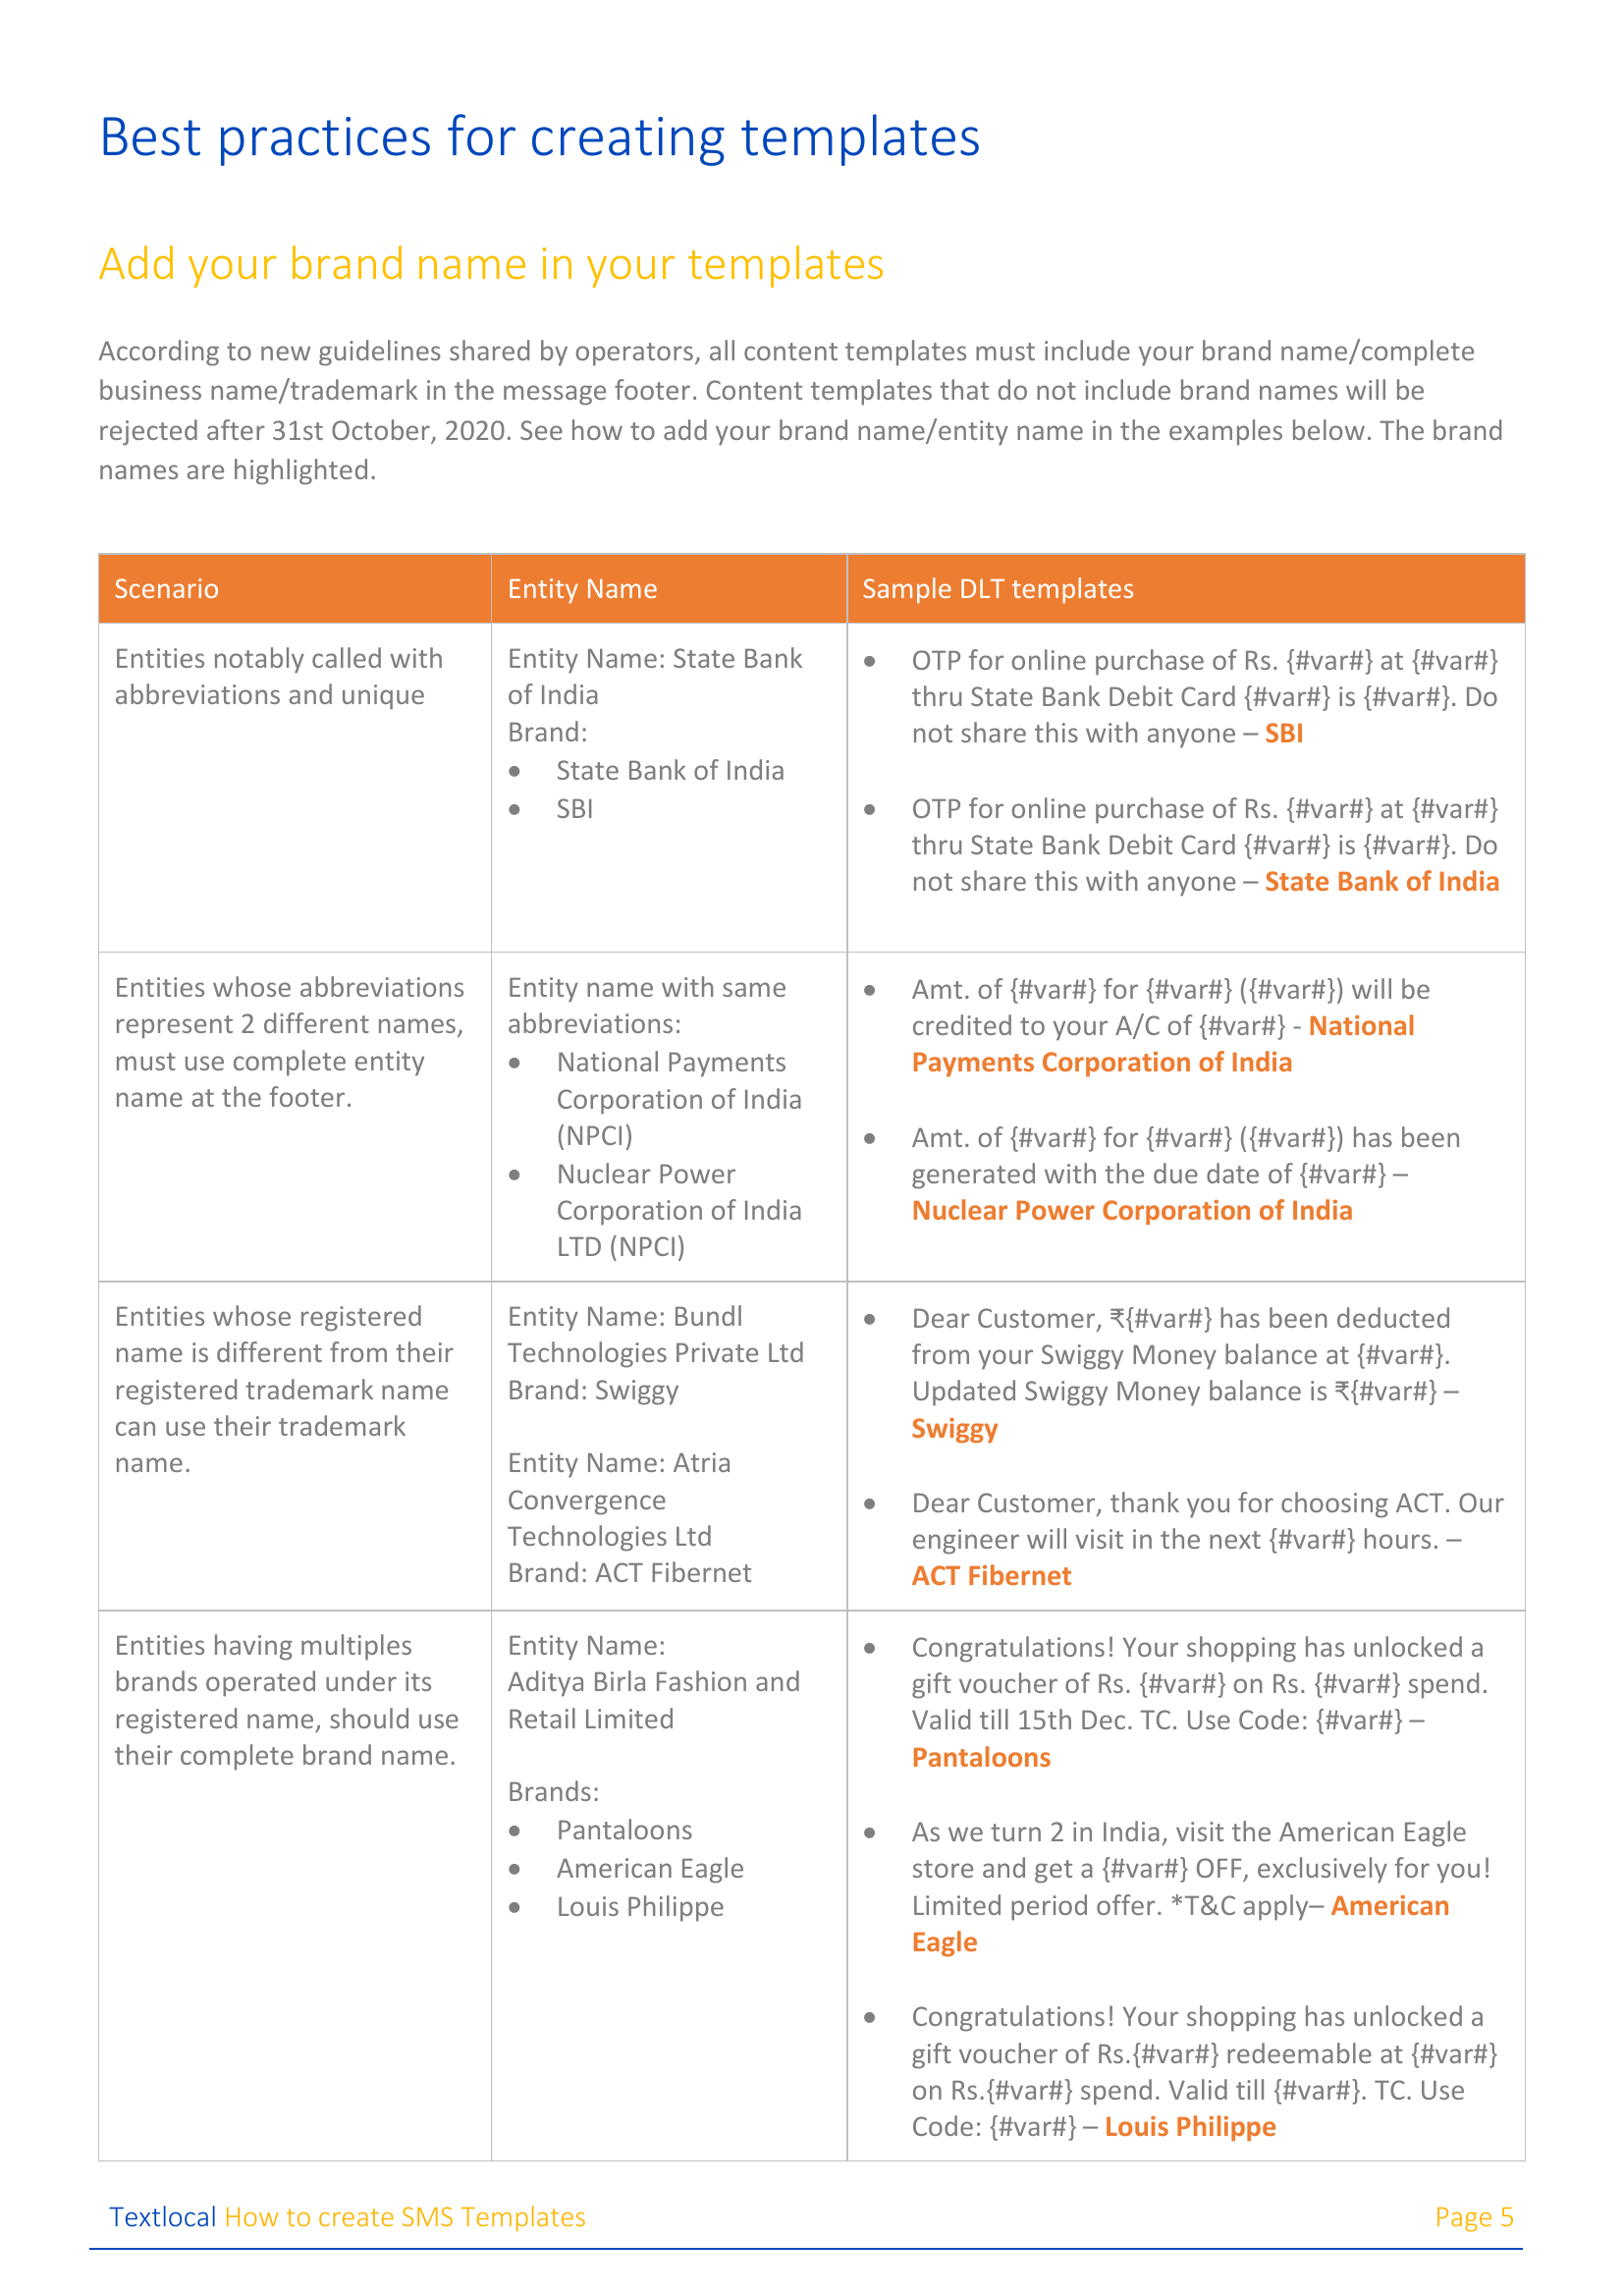 Best practices for creating templates
Add your brand name in your templates
According to new guidelines shared by operators, all content templates must include your brand name/complete
business name/trademark in the message footer. Content templates that do not include brand names will be
rejected after 31st October, 2020. See how to add your brand name/entity name in the examples below. The brand
names are highlighted.
Scenario
Entity Name
Sample DLT templates
Entities notably called with
abbreviations and unique
Entity Name: State Bank
of India
Brand:
• State Bank of India
• SBI
• OTP for online purchase of Rs. {#var#} at {#var#}
thru State Bank Debit Card {#var#} is {#var#}. Do
not share this with anyone – SBI
• OTP for online purchase of Rs. {#var#} at {#var#}
thru State Bank Debit Card {#var#} is {#var#}. Do
not share this with anyone – State Bank of India
Entities whose abbreviations
represent 2 different names,
must use complete entity
name at the footer.
Entity name with same
abbreviations:
• National Payments
Corporation of India
(NPCI)
• Nuclear Power
Corporation of India
LTD (NPCI)
• Amt. of {#var#} for {#var#} ({#var#}) will be
credited to your A/C of {#var#} - National
Payments Corporation of India
• Amt. of {#var#} for {#var#} ({#var#}) has been
generated with the due date of {#var#} –
Nuclear Power Corporation of India
Entities whose registered
name is different from their
registered trademark name
can use their trademark
name.
Entity Name: Bundl
Technologies Private Ltd
Brand: Swiggy
Entity Name: Atria
Convergence
Technologies Ltd
Brand: ACT Fibernet
• Dear Customer, ₹{#var#} has been deducted
from your Swiggy Money balance at {#var#}.
Updated Swiggy Money balance is ₹{#var#} –
Swiggy
• Dear Customer, thank you for choosing ACT. Our
engineer will visit in the next {#var#} hours. –
ACT Fibernet
Entities having multiples
brands operated under its
registered name, should use
their complete brand name.
Entity Name:
Aditya Birla Fashion and
Retail Limited
Brands:
• Pantaloons
• American Eagle
• Louis Philippe
• Congratulations! Your shopping has unlocked a
gift voucher of Rs. {#var#} on Rs. {#var#} spend.
Valid till 15th Dec. TC. Use Code: {#var#} –
Pantaloons
• As we turn 2 in India, visit the American Eagle
store and get a {#var#} OFF, exclusively for you!
Limited period offer. *T&C apply– American
Eagle
• Congratulations! Your shopping has unlocked a
gift voucher of Rs.{#var#} redeemable at {#var#}
on Rs.{#var#} spend. Valid till {#var#}. TC. Use
Code: {#var#} – Louis Philippe
Textlocal How to create SMS Templates
Page 5